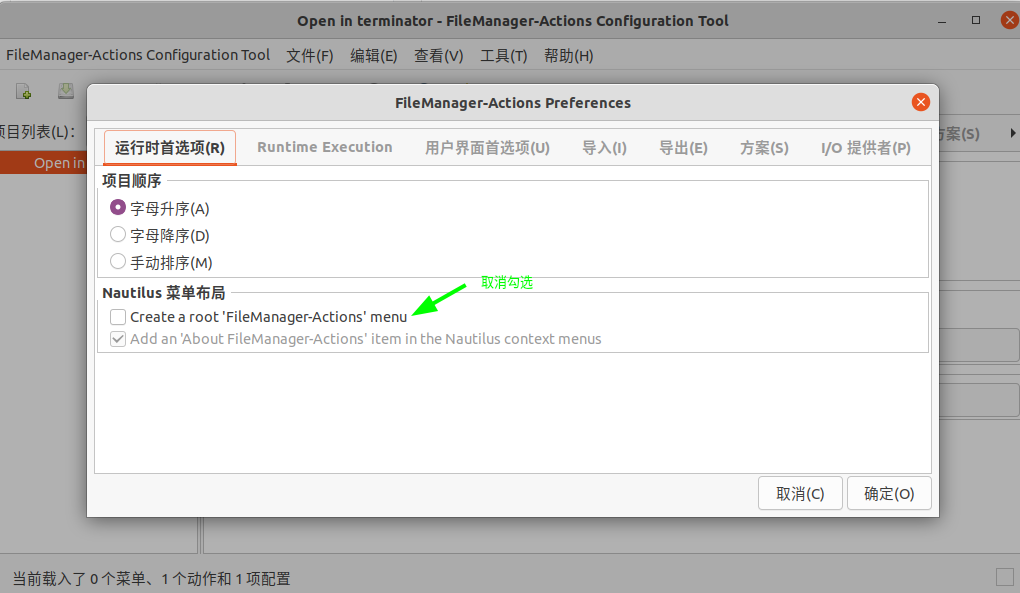 Open in terminator - FileManager-Actions Configuration Tool
FileManager-Actions Configuration Tool 文件(F) 编辑(E) 查看(V) 工具(T) 帮助(H)
FileManager-Actions Preferences
项目列表(L)： 方案(S)
Open in
运行时首选项(R) Runtime Execution 用户界面首选项(U) 导入(I) 导出(E) 方案(S) I/O 提供者(P)
项目顺序
字母升序(A)
字母降序(D)
手动排序(M)
取消勾选
Nautilus 菜单布局
Create a root 'FileManager-Actions' menu
Add an 'About FileManager-Actions' item in the Nautilus context menus
取消(C) 确定(O)
当前载入了 0 个菜单、1 个动作和 1 项配置